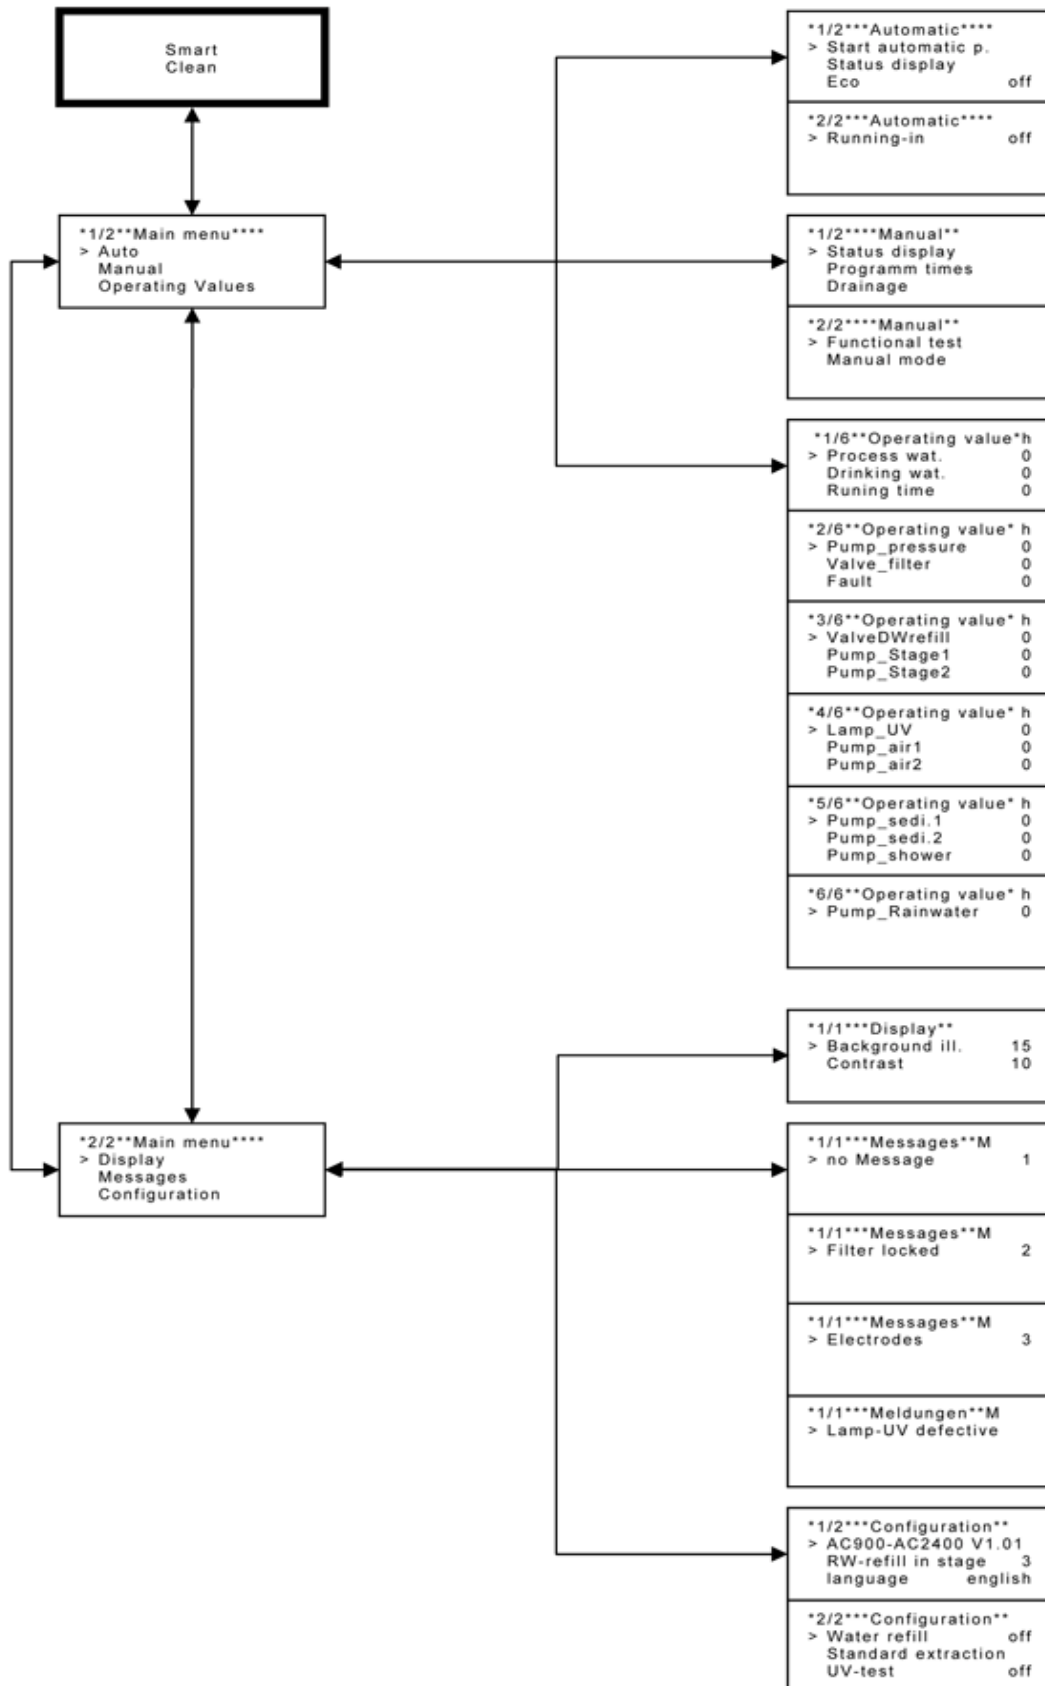 Smart
Clean
*1/2**Main menu****
> Auto
Manual
Operating Values
*2/2**Main menu****
> Display
Messages
Configuration
*1/2***Automatic****
> Start automatic p.
Status display
Eco off
*2/2***Automatic****
> Running-in off
*1/2****Manual**
> Status display
Programm times
Drainage
*2/2****Manual**
> Functional test
Manual mode
*1/6**Operating value*h
> Process wat. 0
Drinking wat. 0
Runing time 0
*2/6**Operating value* h
> Pump_pressure 0
Valve_filter 0
Fault 0
*3/6**Operating value* h
> ValveDWrefill 0
Pump_Stage1 0
Pump_Stage2 0
*4/6**Operating value* h
> Lamp_UV 0
Pump_air1 0
Pump_air2 0
*5/6**Operating value* h
> Pump_sedi.1 0
Pump_sedi.2 0
Pump_shower 0
*6/6**Operating value* h
> Pump_Rainwater 0
*1/1***Display**
> Background ill. 15
Contrast 10
*1/1***Messages**M
> no Message 1
*1/1***Messages**M
> Filter locked 2
*1/1***Messages**M
> Electrodes 3
*1/1***Meldungen**M
> Lamp-UV defective
*1/2***Configuration**
> AC900-AC2400 V1.01
RW-refill in stage 3
language english
*2/2***Configuration**
> Water refill off
Standard extraction
UV-test off